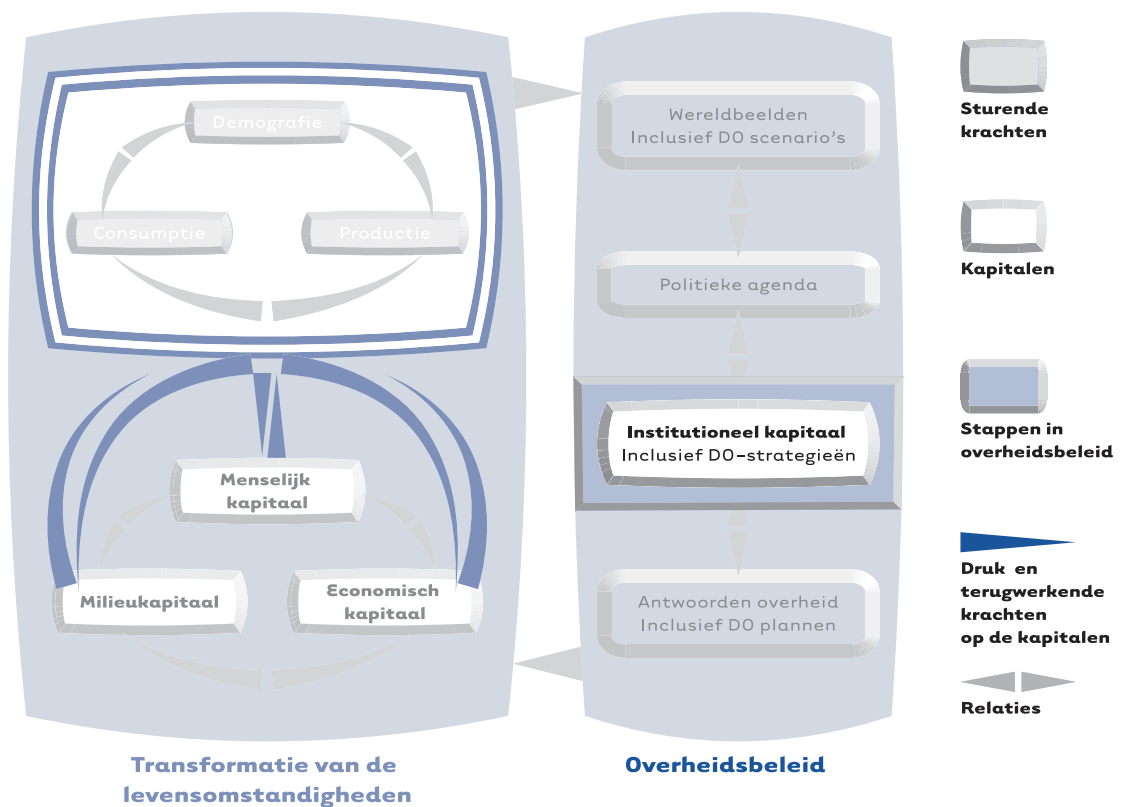 Demografie
Consumptie
Productie
Menselijk
kapitaal
Milieukapitaal
Economisch
kapitaal
Transformatie van de
levensomstandigheden
Wereldbeelden
Inclusief DO scenario's
Politieke agenda
Institutioneel kapitaal
Inclusief DO-strategieën
Antwoorden overheid
Inclusief DO plannen
Overheidsbeleid
Sturende
krachten
Kapitalen
Stappen in
overheidsbeleid
Druk en
terugwerkende
krachten
op de kapitalen
Relaties